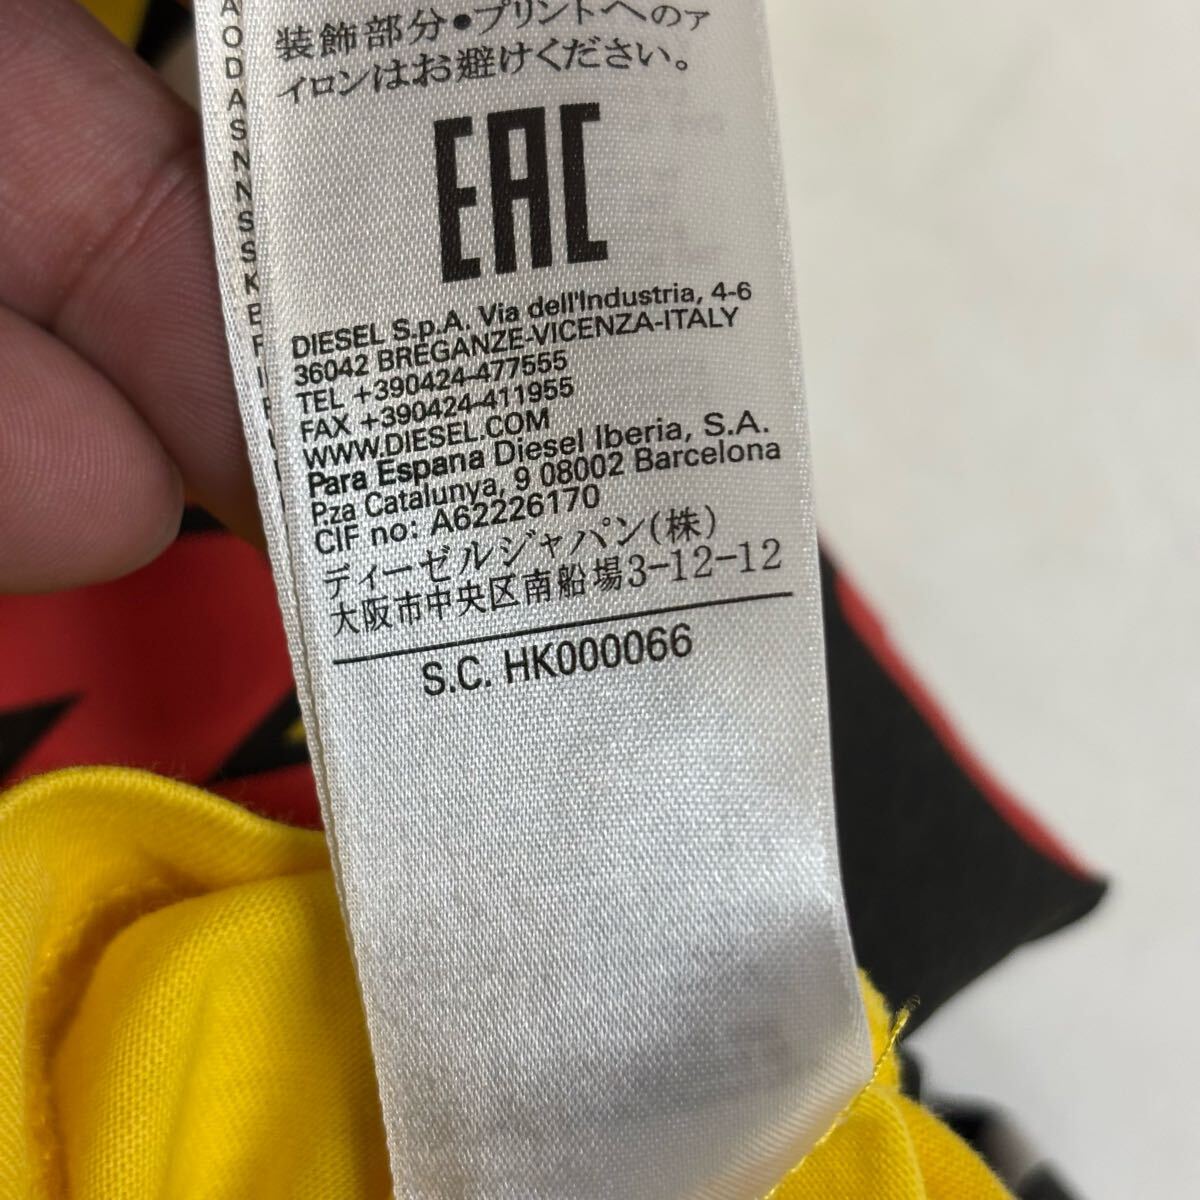 装飾部分●プリントへのア
イロンはお避けください。
EAC
DIESEL S.p.A. Via dell'Industria, 4-6
36042 BREGANZE-VICENZA-ITALY
TEL +390424-477555
FAX +390424-411955
WWW.DIESEL.COM
Para Espana Diesel Iberia, S.A.
P.za Catalunya, 9 08002 Barcelona
CIF no: A62226170
ディーゼルジャパン(株)
大阪市中央区南船場3-12-12
S.C. HK000066